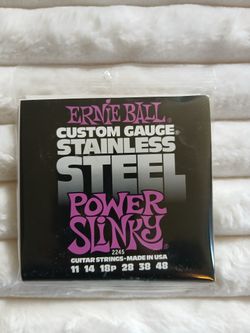 ERNIE BALL
CUSTOM GAUGE®
STAINLESS
STEEL
POWER
SLINKY®
2245
GUITAR STRINGS - MADE IN USA
11 14 18p 28 38 48